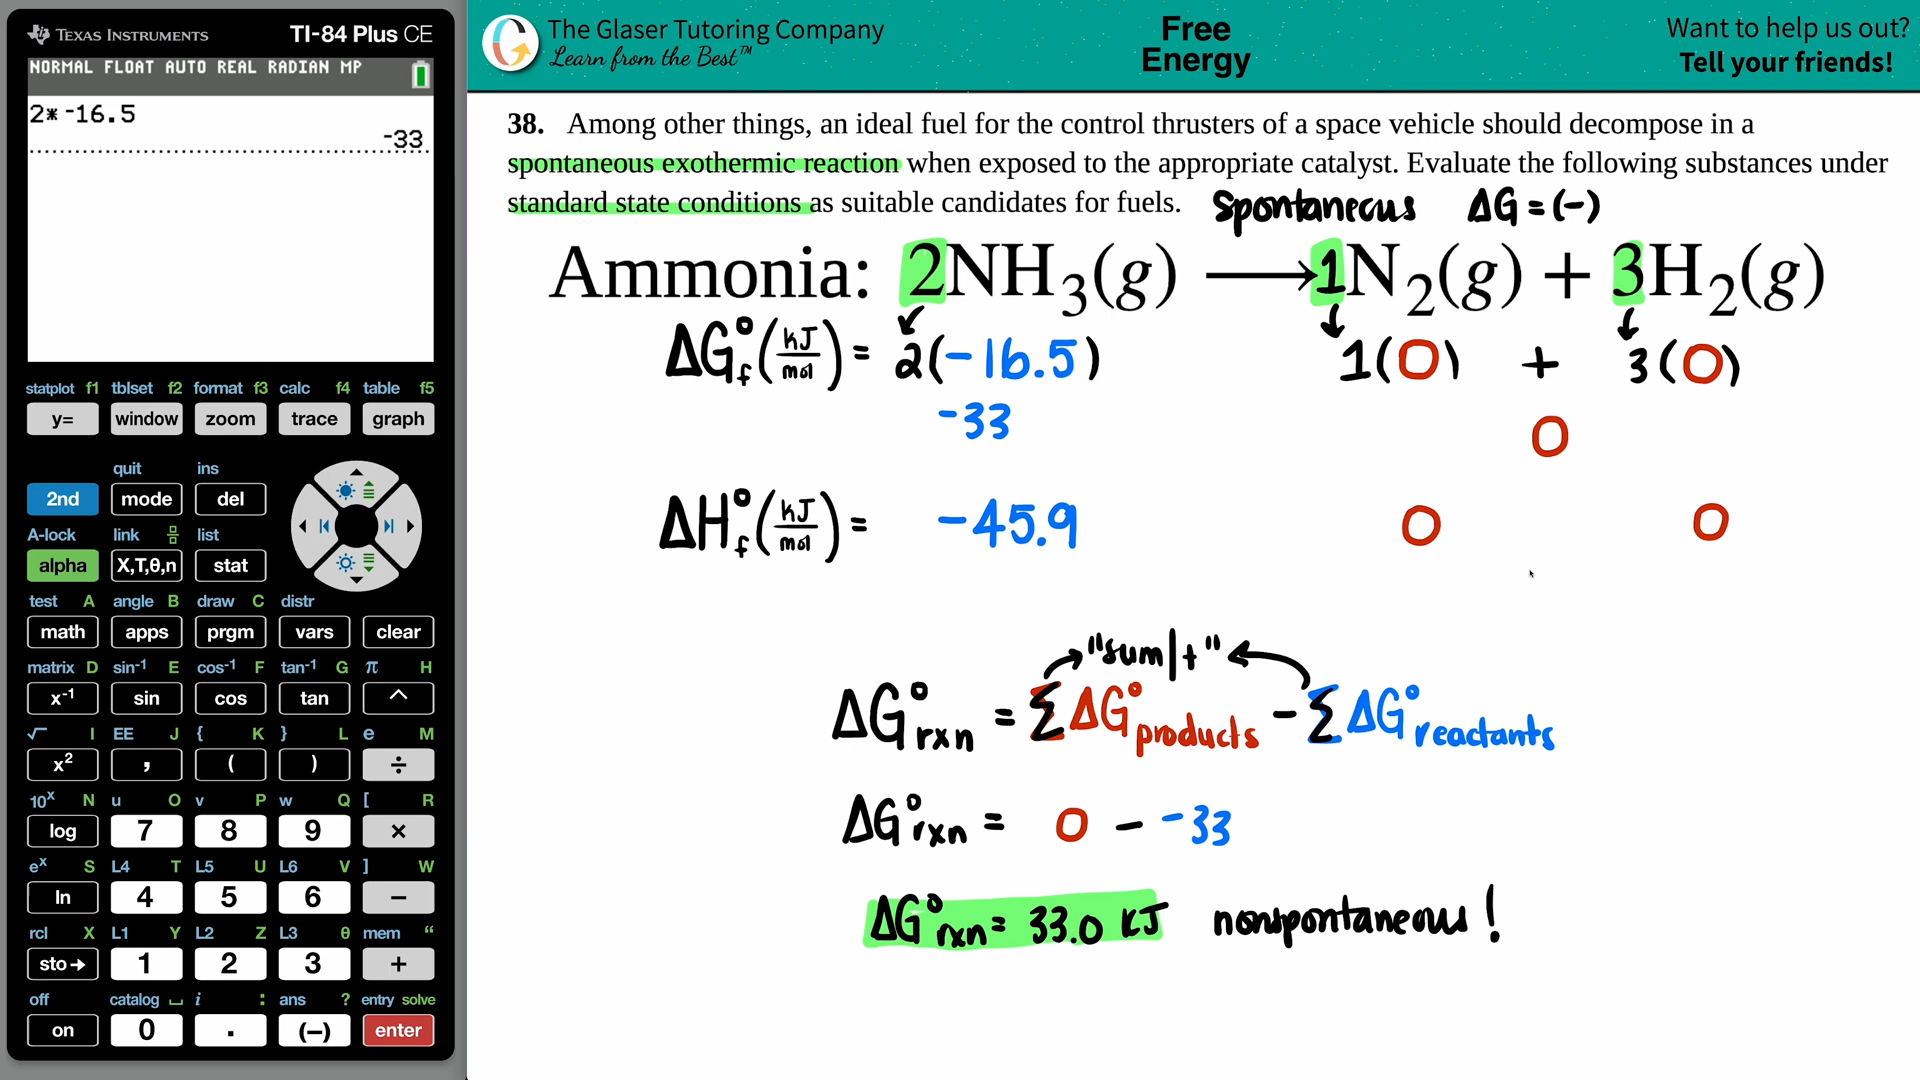 TEXAS INSTRUMENTS TI-84 Plus CE
NORMAL FLOAT AUTO REAL RADIAN MP
2*-16.5
-33
statplot f1 tblset f2 format f3 calc f4 table f5
y= window zoom trace graph
quit ins
2nd mode del
A-lock link list
alpha X,T,θ,n stat
test A angle B draw C distr
math apps prgm vars clear
matrix D sin⁻¹ E cos⁻¹ F tan⁻¹ G π H
x⁻¹ sin cos tan ^
√ I EE J { K } L e M
x² , ( ) ÷
10ˣ N u O v P w Q [ R
log 7 8 9 ×
eˣ S L4 T L5 U L6 V ] W
ln 4 5 6 −
rcl X L1 Y L2 Z L3 θ mem “
sto→ 1 2 3 +
off catalog ⎵ i : ans ? entry solve
on 0 . (−) enter
The Glaser Tutoring Company
Learn from the Best™
Free
Energy
Want to help us out?
Tell your friends!
38. Among other things, an ideal fuel for the control thrusters of a space vehicle should decompose in a
spontaneous exothermic reaction when exposed to the appropriate catalyst. Evaluate the following substances under
standard state conditions as suitable candidates for fuels. Spontaneous ΔG = (−)
Ammonia: 2NH₃(g) ⟶ 1N₂(g) + 3H₂(g)
ΔG°f (kJ/mol) = 2(-16.5) 1(0) + 3(0)
-33 0
ΔH°f (kJ/mol) = -45.9 0 0
"sum|+"
ΔG°rxn = Σ ΔG°products − Σ ΔG°reactants
ΔG°rxn = 0 − -33
ΔG°rxn = 33.0 kJ nonspontaneous!